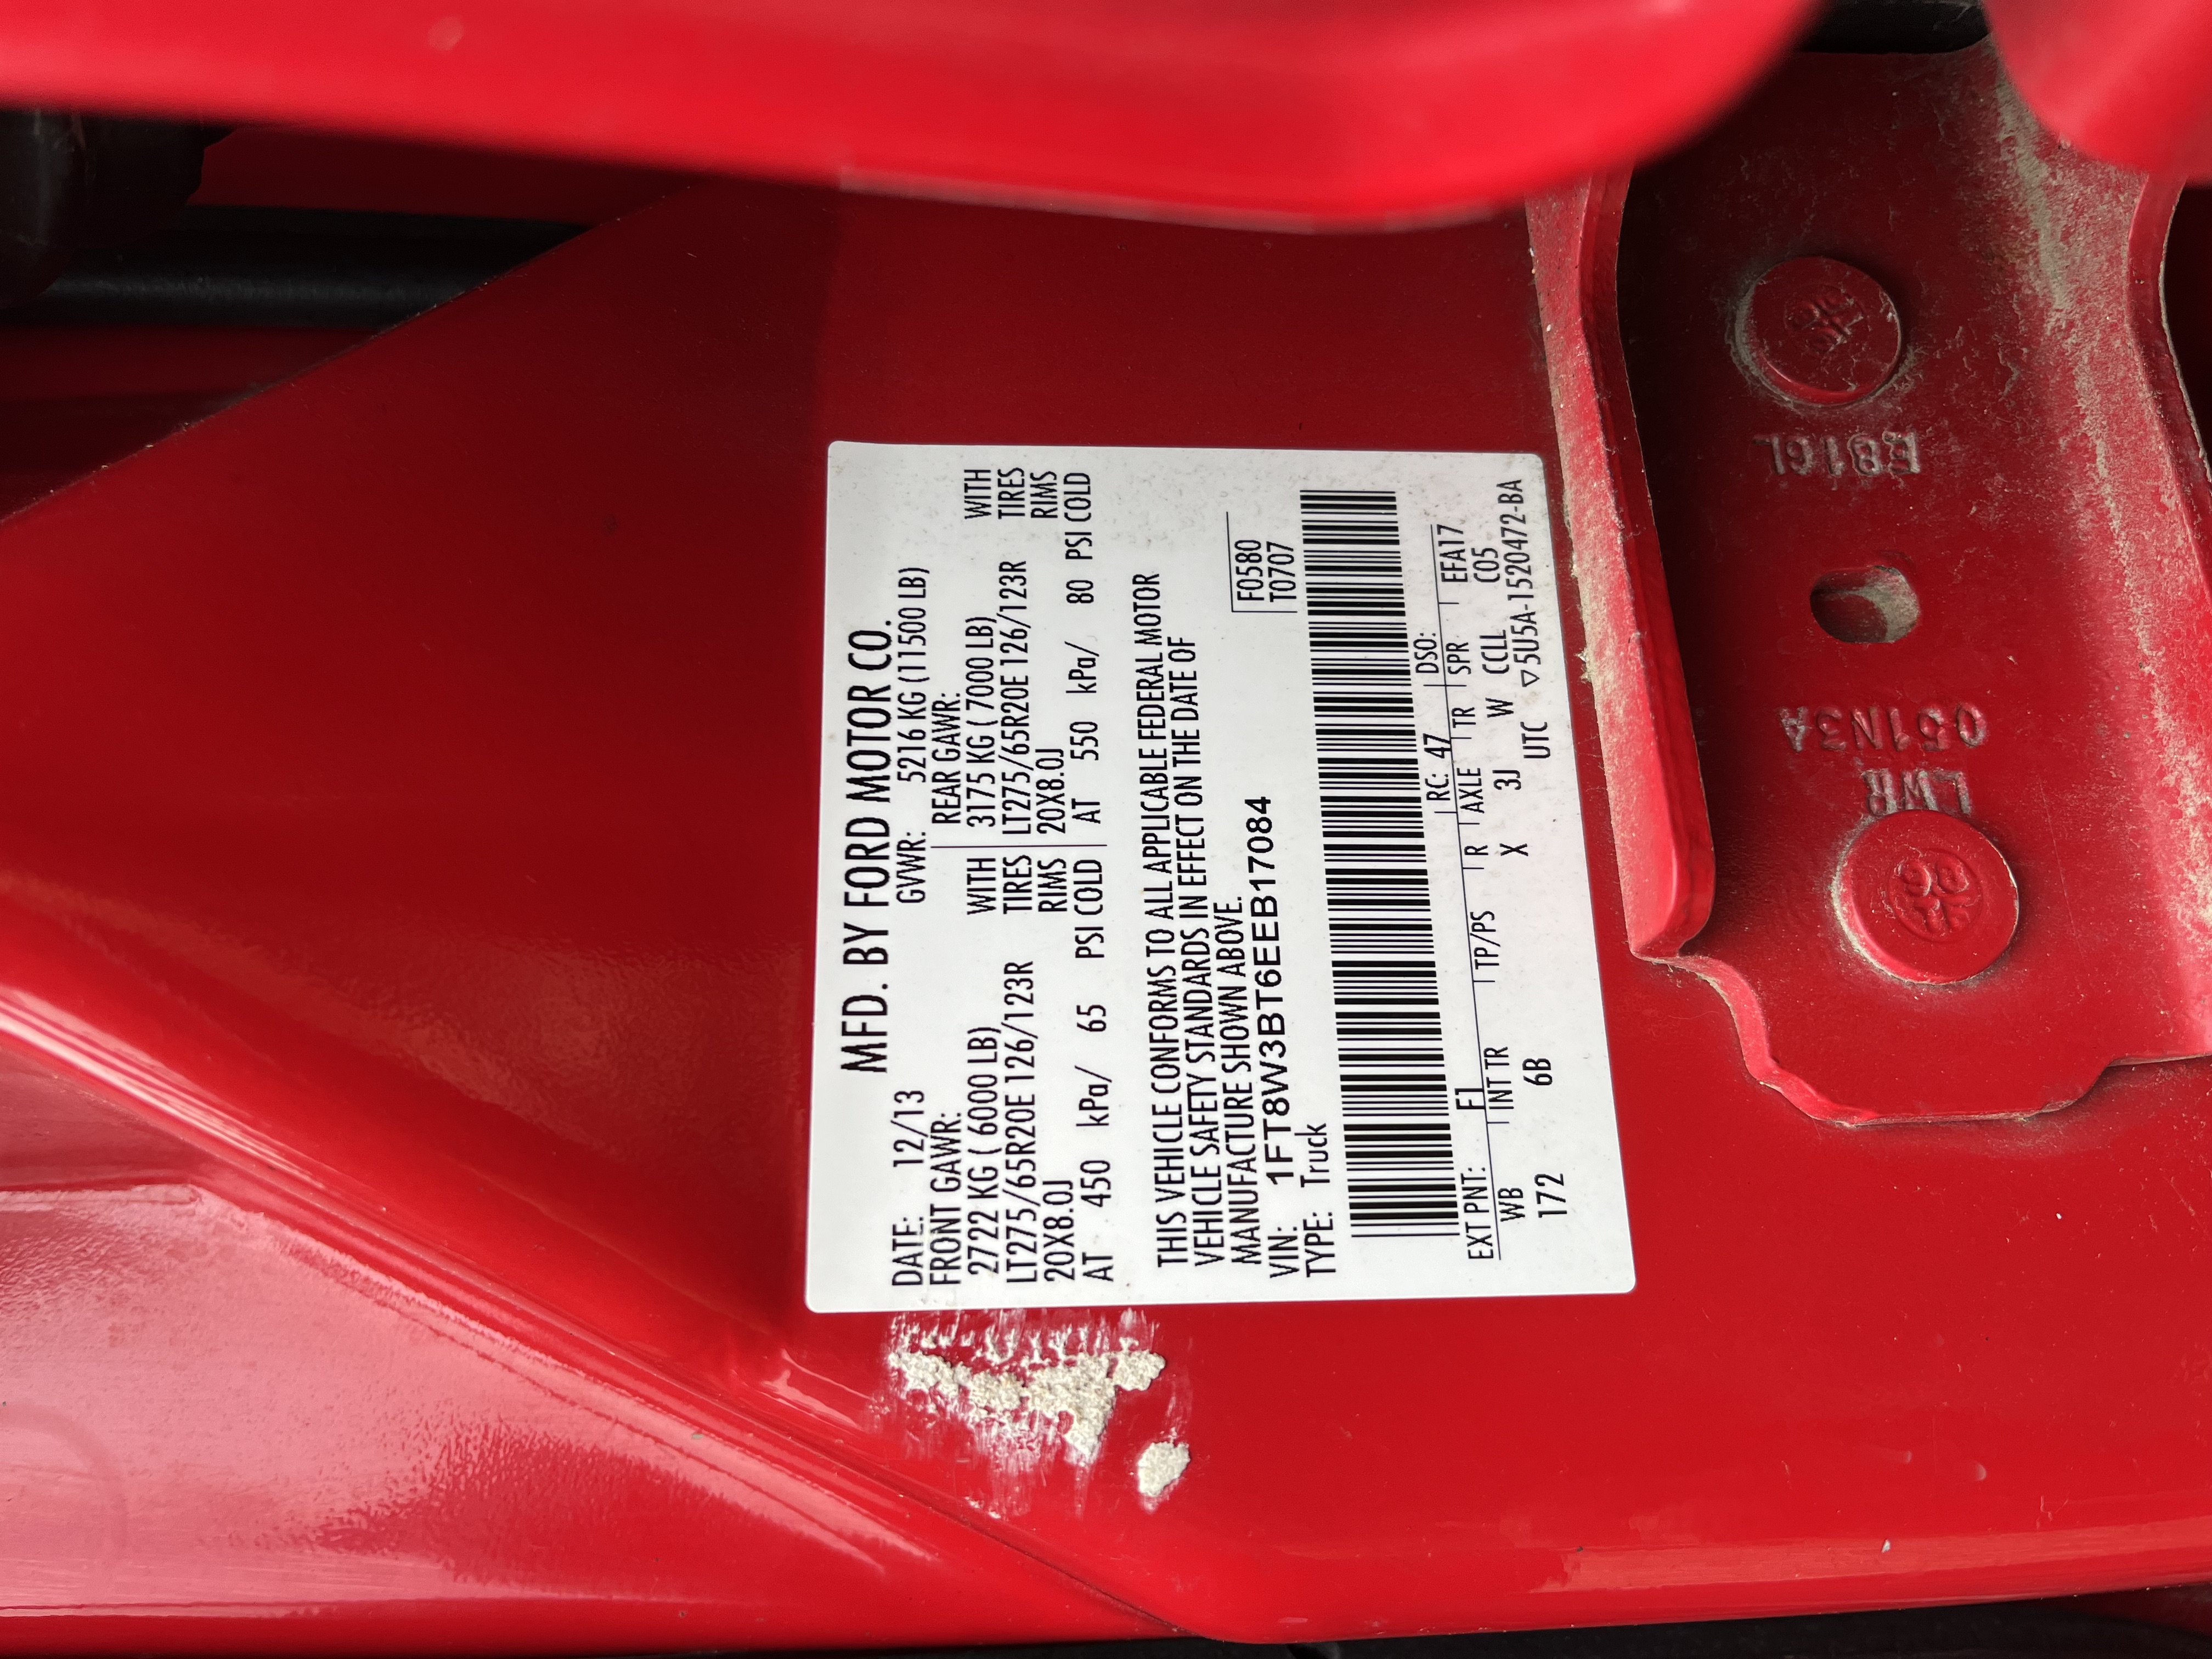 MFD. BY FORD MOTOR CO.
DATE: 12/13 GVWR: 5216 KG (11500 LB)
FRONT GAWR: REAR GAWR:
2722 KG ( 6000 LB) WITH 3175 KG ( 7000 LB) WITH
LT275/65R20E 126/123R TIRES LT275/65R20E 126/123R TIRES
20X8.0J RIMS 20X8.0J RIMS
AT 450 kPa/ 65 PSI COLD AT 550 kPa/ 80 PSI COLD
THIS VEHICLE CONFORMS TO ALL APPLICABLE FEDERAL MOTOR
VEHICLE SAFETY STANDARDS IN EFFECT ON THE DATE OF
MANUFACTURE SHOWN ABOVE.
VIN: 1FT8W3BT6EEB17084
TYPE: Truck
F0580
T0707
EXT PNT: F1 RC: 47 DSO:
WB INT TR TP/PS R AXLE TR SPR EFA17
172 6B X 3J W CCLL C05
UTC ▽5U5A-1520472-BA
E816L
051N3A
LWR